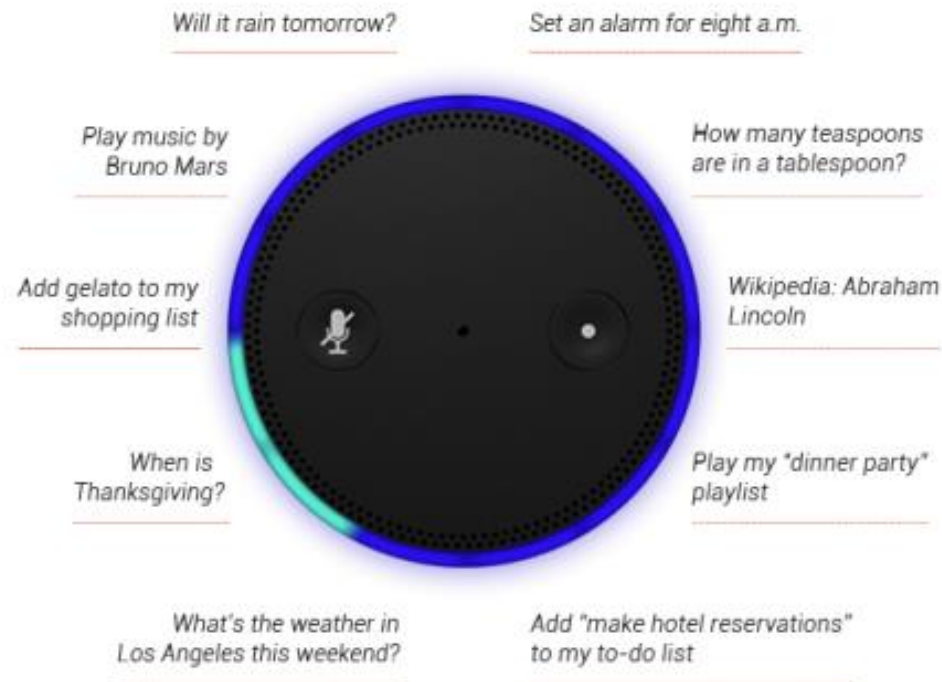 Will it rain tomorrow?
Set an alarm for eight a.m.
Play music by
Bruno Mars
How many teaspoons
are in a tablespoon?
Add gelato to my
shopping list
Wikipedia: Abraham
Lincoln
When is
Thanksgiving?
Play my "dinner party"
playlist
What's the weather in
Los Angeles this weekend?
Add "make hotel reservations"
to my to-do list